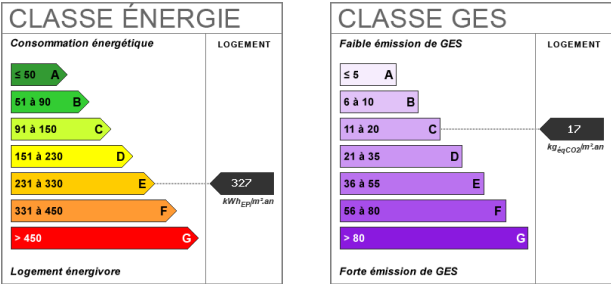 CLASSE ÉNERGIE
Consommation énergétique
LOGEMENT
≤ 50 A
51 à 90 B
91 à 150 C
151 à 230 D
231 à 330 E
327
kWhEP/m².an
331 à 450 F
> 450 G
Logement énergivore
CLASSE GES
Faible émission de GES
LOGEMENT
≤ 5 A
6 à 10 B
11 à 20 C
17
kgéqCO2/m².an
21 à 35 D
36 à 55 E
56 à 80 F
> 80 G
Forte émission de GES